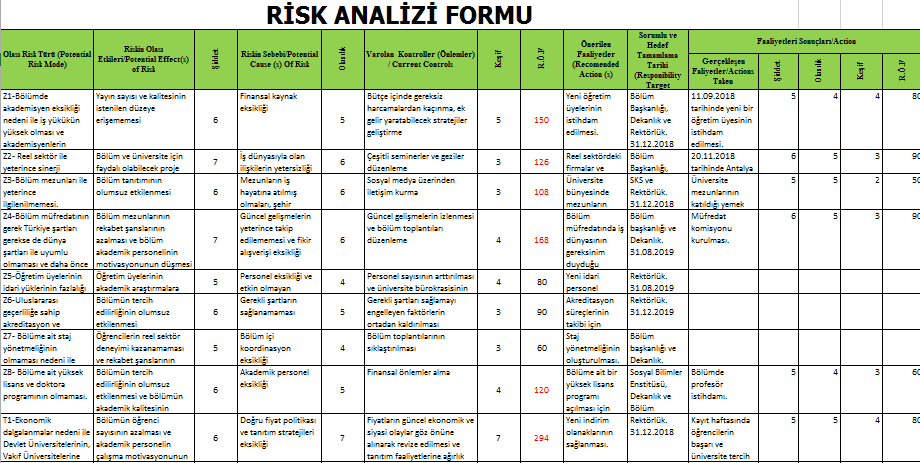 RİSK ANALİZİ FORMU
Olası Risk Türü (Potential Risk Mode)
Riskin Olası Etkileri/Potential Effect(s) of Risk
Şiddet
Riskin Sebebi/Potential Cause (s) Of Risk
Olasılık
Varolan Kontroller (Önlemler) / Current Controls
Keşif
R.Ö.F
Önerilen Faaliyetler (Recomended Action (s)
Sorumlu ve Hedef Tamamlama Tarihi (Responibility Target
Faaliyetleri Sonuçları/Action
Gerçekleşen Faliyetler/Actions Taken
Şiddet
Olasılık
Keşif
R.Ö.F
Z1-Bölümde akademisyen eksikliği nedeni ile iş yükükün yüksek olması ve akademisyenlerin
Yayın sayısı ve kalitesinin istenilen düzeye erişememesi
6
Finansal kaynak eksikliği
5
Bütçe içinde gereksiz harcamalardan kaçınma, ek gelir yaratabilecek stratejiler geliştirme
5
150
Yeni öğretim üyelerinin istihdam edilmesi.
Bölüm Başkanlığı, Dekanlık ve Rektörlük. 31.12.2018
11.09.2018 tarihinde yeni bir öğretim üyesinin istihdam edilmesi.
5
4
4
80
Z2- Reel sektör ile yeterince sinerji
Bölüm ve üniversite için faydalı olabilecek proje
7
İş dünyasıyla olan ilişkilerin yetersizliği
6
Çeşitli seminerler ve geziler düzenleme
3
126
Reel sektördeki firmalar ve
Bölüm Başkanlığı,
20.11.2018 tarihinde Antalya
6
5
3
90
Z3-Bölüm mezunları ile yeterince ilgilenilmemesi.
Bölüm tanıtımının olumsuz etkilenmesi
6
Mezunların iş hayatına atılmış olmaları, şehir
6
Sosyal medya üzerinden iletişim kurma
3
108
Üniversite bünyesinde mezunların
SKS ve Rektörlük. 31.12.2018
Üniversite mezunlarının katıldığı yemek
5
5
2
50
Z4-Bölüm müfredatının gerek Türkiye şartları gerekse de dünya şartları ile uyumlu olmaması ve daha önce
Bölüm mezunlarının rekabet şanslarının azalması ve bölüm akademik personelinin motivasyonunun düşmesi
7
Güncel gelişmelerin yeterince takip edilememesi ve fikir alışverişi eksikliği
6
Güncel gelişmelerin izlenmesi ve bölüm toplantıları düzenleme
4
168
Bölüm müfredatında iş dünyasının gereksinim duyduğu
Bölüm başkanlığı ve Dekanlık. 31.08.2019
Müfredat komisyonu kurulması.
6
5
3
90
Z5-Öğretim üyelerinin idari yüklerinin fazlalığı
Öğretim üyelerinin akademik araştırmalara
5
Personel eksikliği ve etkin olmayan
4
Personel sayısının arttırılması ve üniversite bürokrasisinin
4
80
Yeni idari personel
Rektörlük. 31.08.2019
Z6-Uluslararası geçerliliğe sahip akreditasyon ve
Bölümün tercih edilirliğinin olumsuz etkilenmesi
6
Gerekli şartların sağlanamaması
5
Gerekli şartları sağlamayı engelleyen faktörlerin ortadan kaldırılması
3
90
Akreditasyon süreçlerinin takibi için
Rektörlük. 31.12.2019
Z7- Bölüme ait staj yönetmeliğinin olmaması nedeni ile
Öğrencilerin reel sektör deneyimi kazanamaması ve rekabet şanslarının
5
Bölüm içi koordinasyon eksikliği
4
Bölüm toplantılarının sıklaştırılması
3
60
Staj yönetmeliğinin oluşturulması.
Bölüm başkanlığı ve Dekanlık.
Z8- Bölüme ait yüksek lisans ve doktora programının olmaması.
Bölümün tercih edilirliğinin olumsuz etkilenmesi ve bölümün akademik kalitesinin
6
Akademik personel eksikliği
5
Finansal önlemler alma
4
120
Bölüme ait bir yüksek lisans programı açılması için
Sosyal Bilimler Enstitüsü, Dekanlık ve Bölüm
Bölümde profesör istihdamı.
5
4
3
60
T1-Ekonomik dalgalanmalar nedeni ile Devlet Üniversitelerinin, Vakıf Üniversitelerine
Bölümün öğrenci sayısının azalması ve akademik personelin çalışma motivasyonunun
6
Doğru fiyat politikası ve tanıtım stratejileri eksikliği
7
Fiyatların güncel ekonomik ve siyasi olaylar göz önüne alınarak revize edilmesi ve tanıtım faaliyetlerine ağırlık
7
294
Yeni indirim olanaklarının sağlanması.
Rektörlük. 31.12.2018
Kayıt haftasında öğrencilerin başarı ve üniversite tercih
5
5
4
80